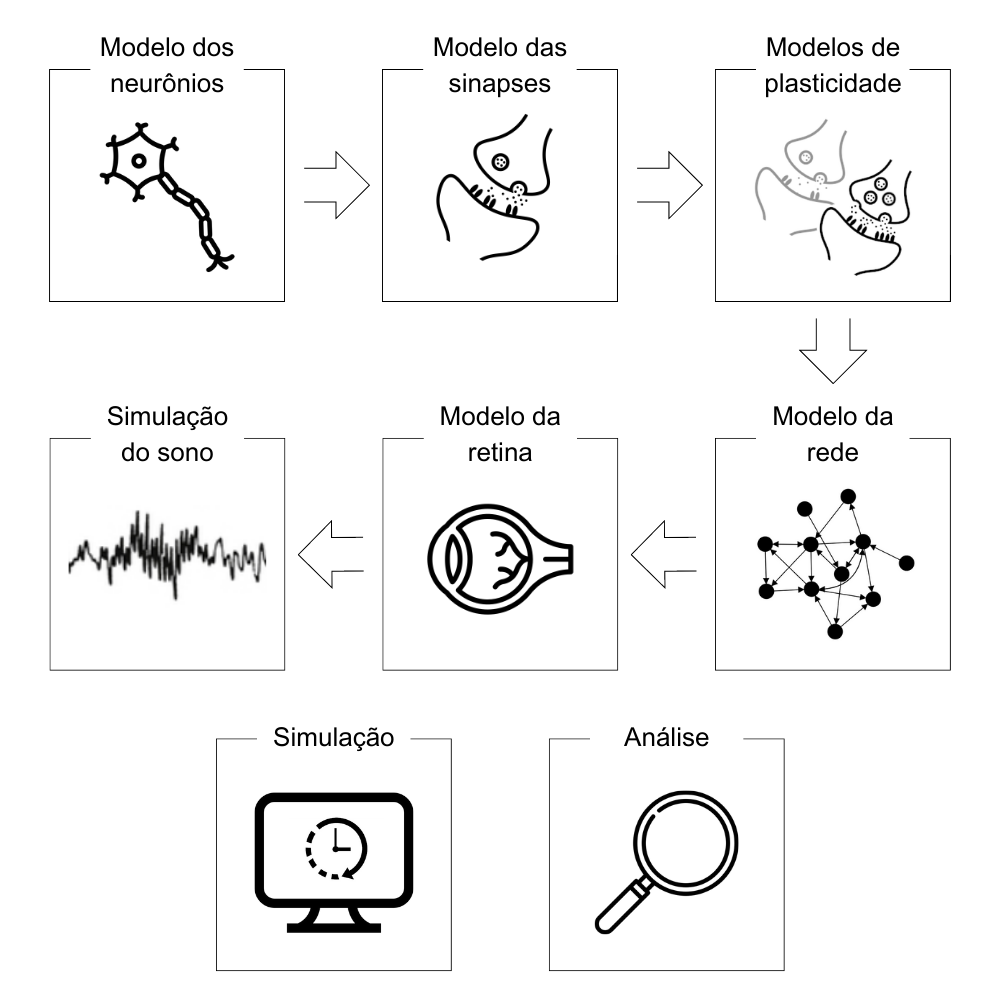 Modelo dos
neurônios
Modelo das
sinapses
Modelos de
plasticidade
Simulação
do sono
Modelo da
retina
Modelo da
rede
Simulação
Análise